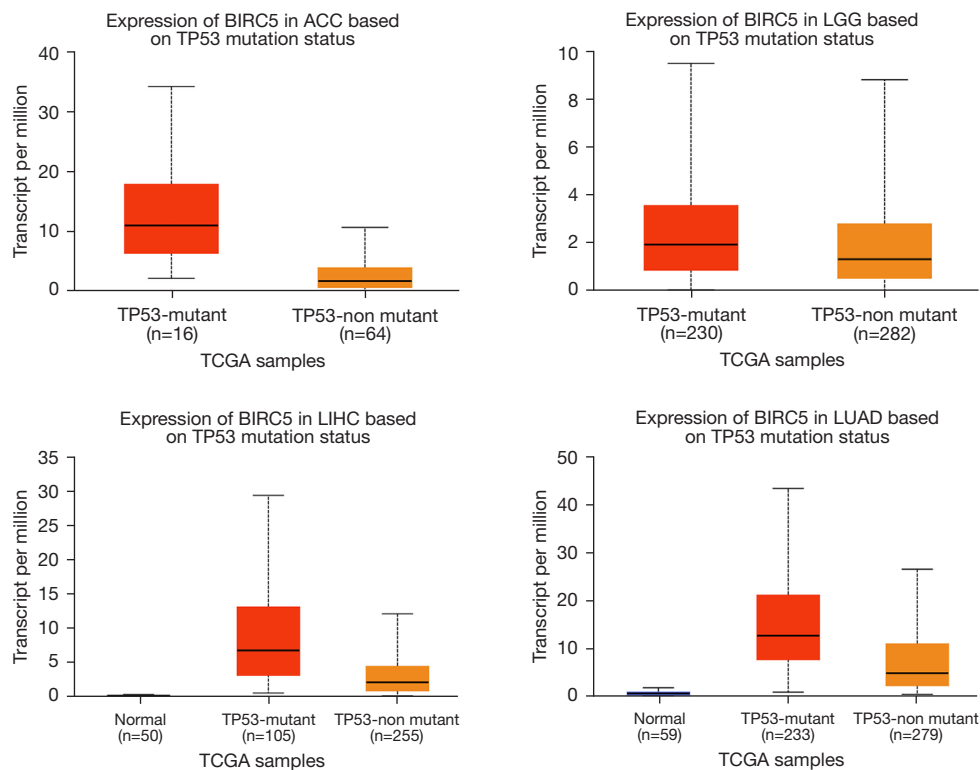 Expression of BIRC5 in ACC based
on TP53 mutation status
Transcript per million
40
30
20
10
0
TP53-mutant
(n=16)
TP53-non mutant
(n=64)
TCGA samples
Expression of BIRC5 in LGG based
on TP53 mutation status
Transcript per million
10
8
6
4
2
0
TP53-mutant
(n=230)
TP53-non mutant
(n=282)
TCGA samples
Expression of BIRC5 in LIHC based
on TP53 mutation status
Transcript per million
35
30
25
20
15
10
5
0
Normal
(n=50)
TP53-mutant
(n=105)
TP53-non mutant
(n=255)
TCGA samples
Expression of BIRC5 in LUAD based
on TP53 mutation status
Transcript per million
50
40
30
20
10
0
Normal
(n=59)
TP53-mutant
(n=233)
TP53-non mutant
(n=279)
TCGA samples